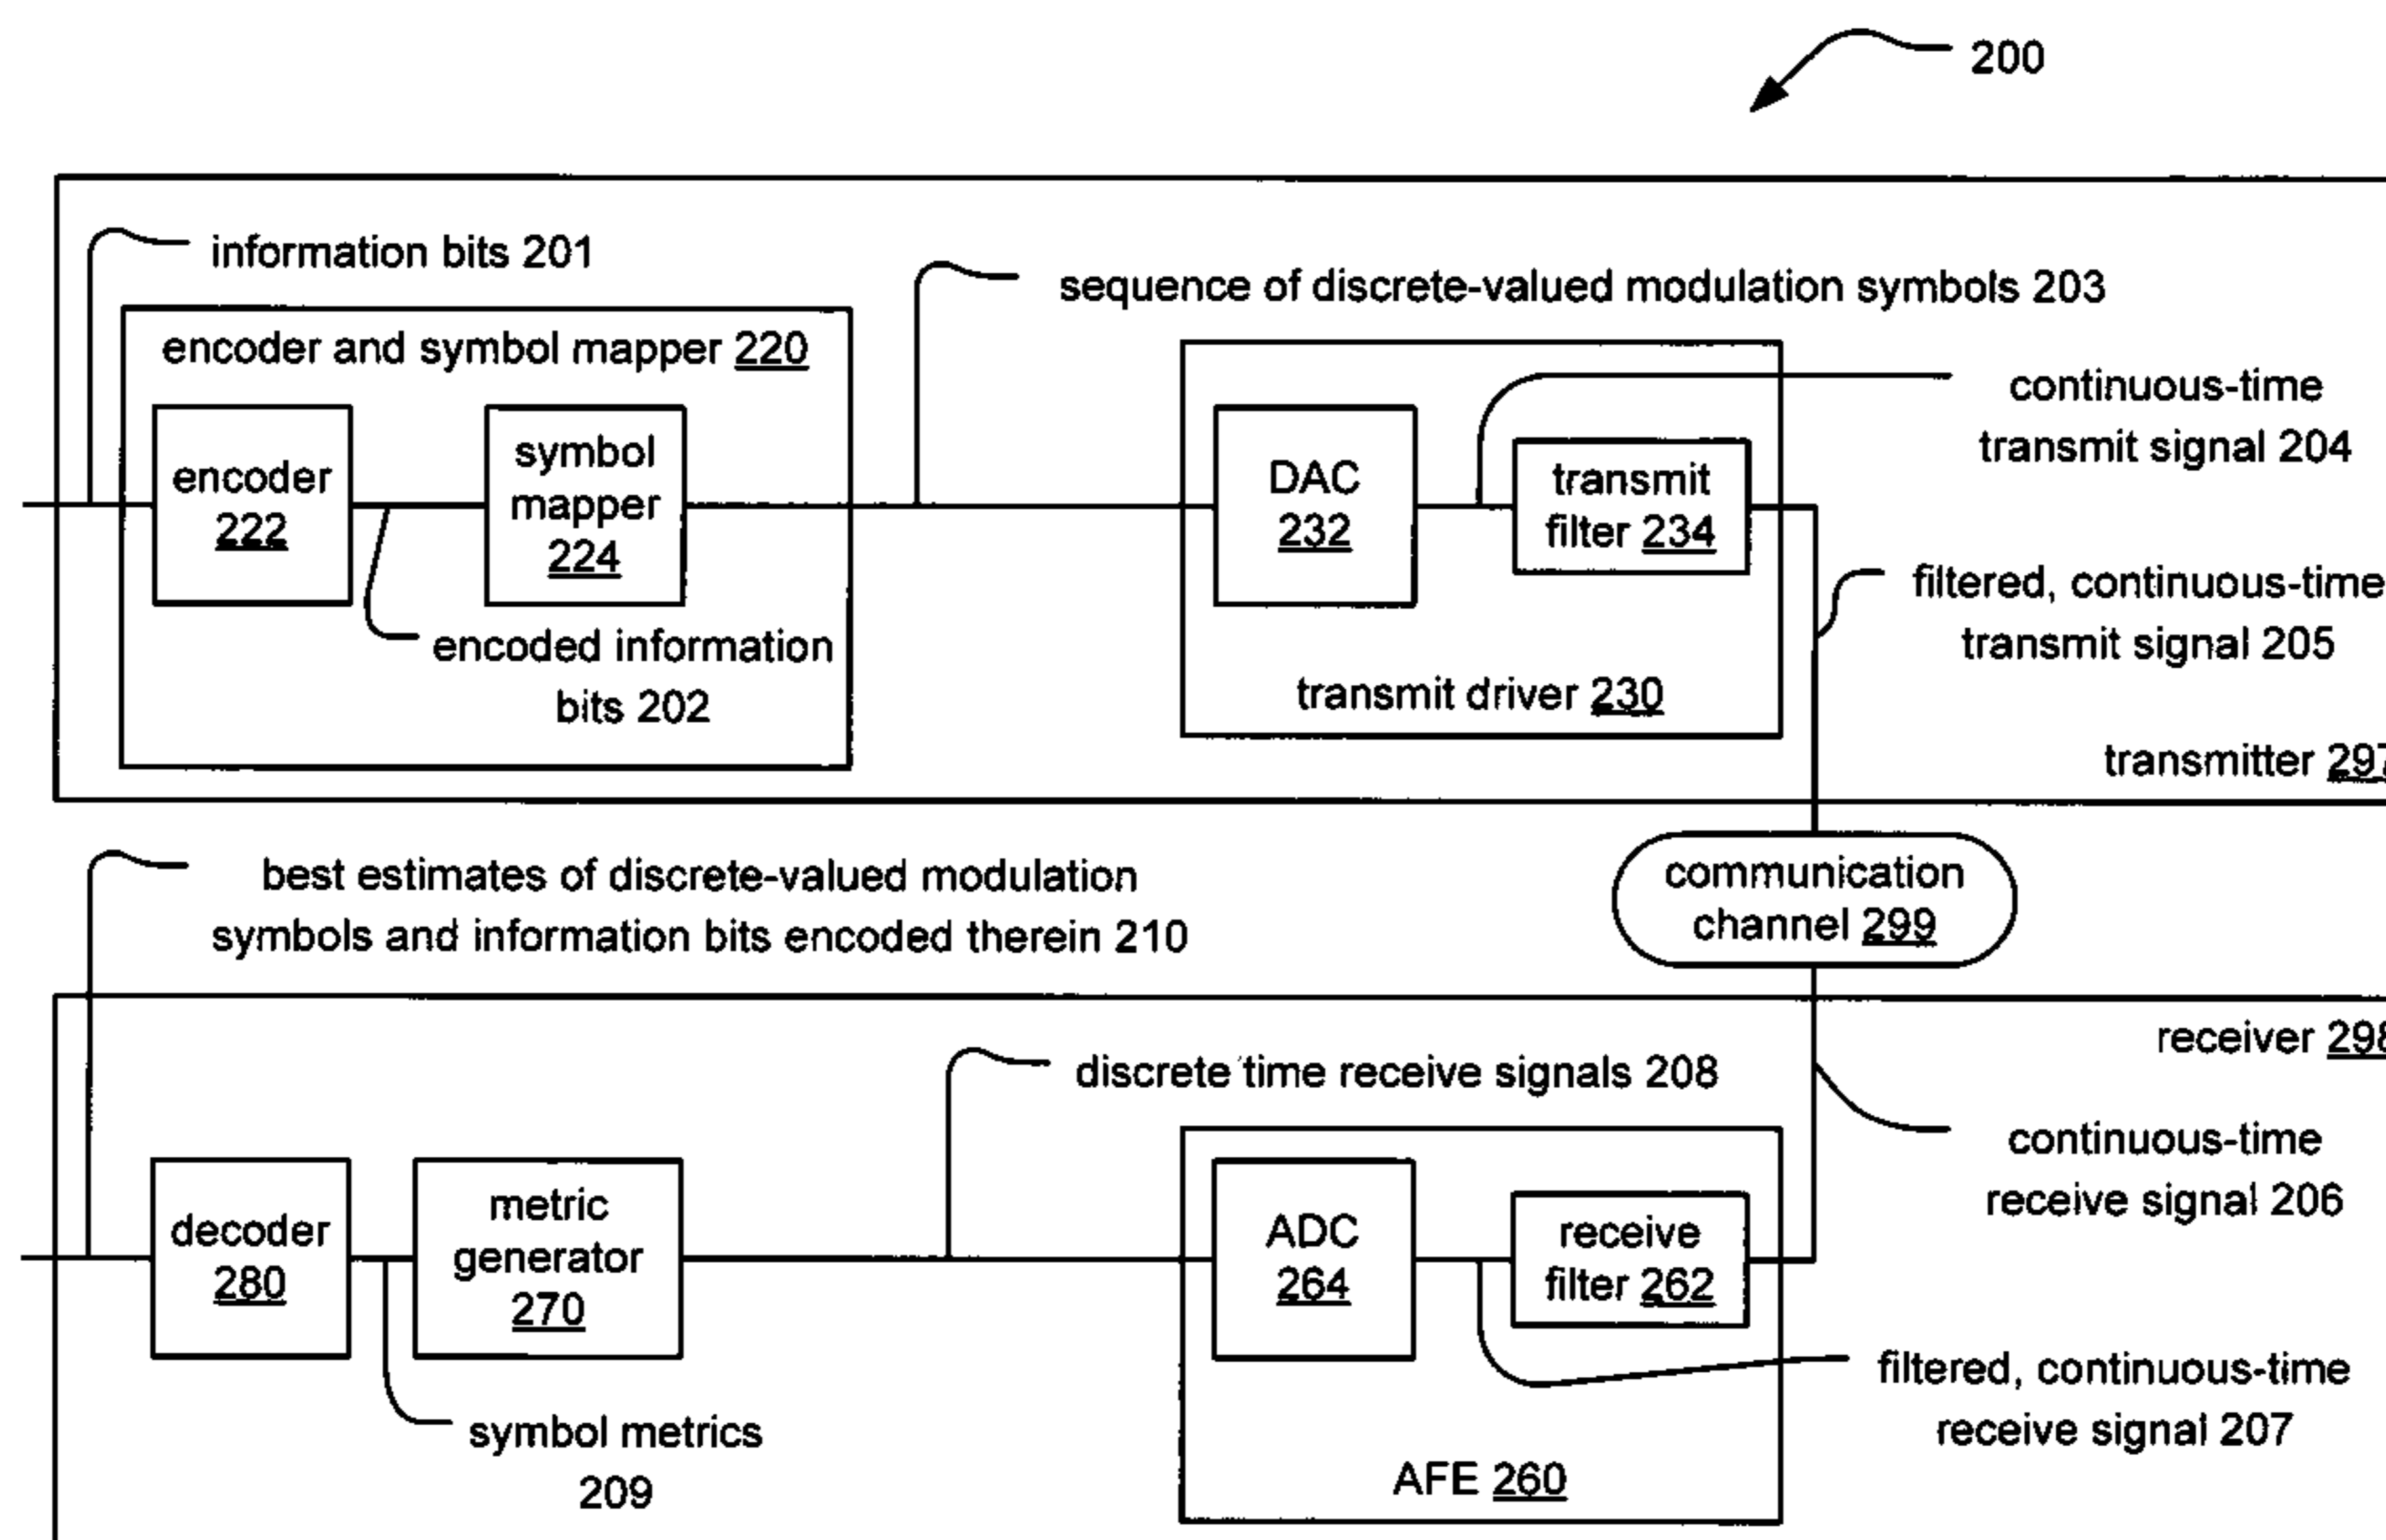 200
information bits 201
sequence of discrete-valued modulation symbols 203
encoder and symbol mapper 220
continuous-time
transmit signal 204
encoder
222
symbol
mapper
224
DAC
232
transmit
filter 234
encoded information
bits 202
filtered, continuous-time
transmit signal 205
transmit driver 230
transmitter 297
communication
channel 299
best estimates of discrete-valued modulation
symbols and information bits encoded therein 210
receiver 298
discrete time receive signals 208
continuous-time
receive signal 206
decoder
280
metric
generator
270
ADC
264
receive
filter 262
filtered, continuous-time
receive signal 207
symbol metrics
209
AFE 260